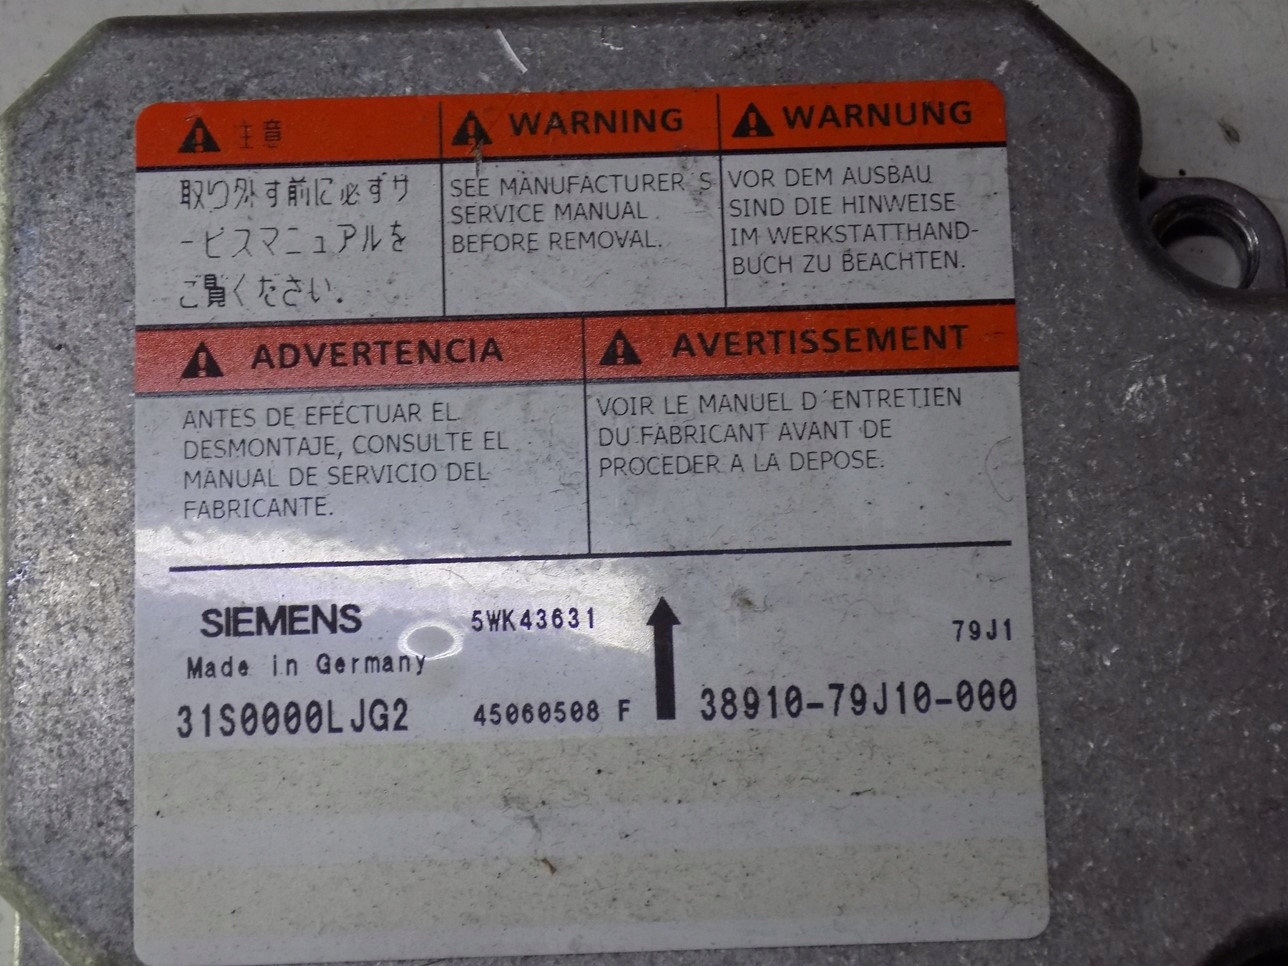 注意
取り外す前に必ずサ
ービスマニュアルを
ご覧ください.
WARNING
SEE MANUFACTURER S
SERVICE MANUAL
BEFORE REMOVAL.
WARNUNG
VOR DEM AUSBAU
SIND DIE HINWEISE
IM WERKSTATTHAND-
BUCH ZU BEACHTEN.
ADVERTENCIA
ANTES DE EFECTUAR EL
DESMONTAJE, CONSULTE EL
MANUAL DE SERVICIO DEL
FABRICANTE.
AVERTISSEMENT
VOIR LE MANUEL D'ENTRETIEN
DU FABRICANT AVANT DE
PROCEDER A LA DEPOSE.
SIEMENS 5WK43631 79J1
Made in Germany
31S0000LJG2 45060508 F 38910-79J10-000